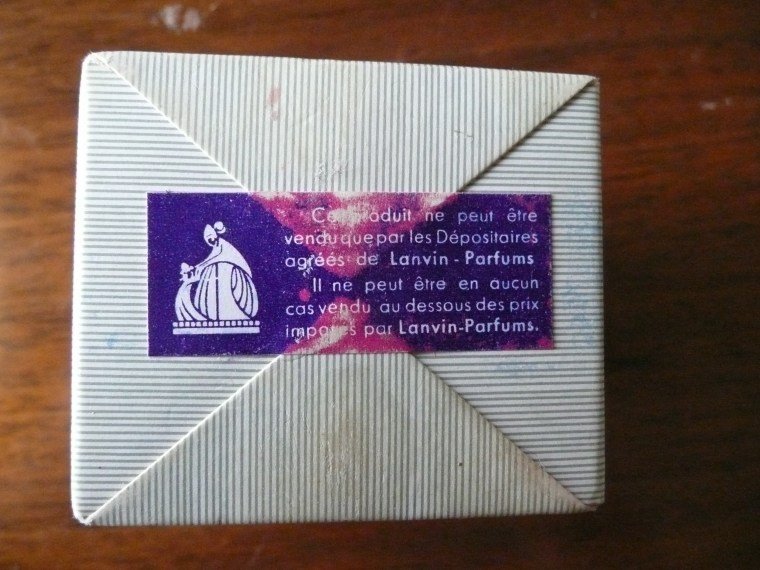 Ce produit ne peut être
vendu que par les Dépositaires
agréés de Lanvin - Parfums
Il ne peut être en aucun
cas vendu au dessous des prix
imposés par Lanvin-Parfums.